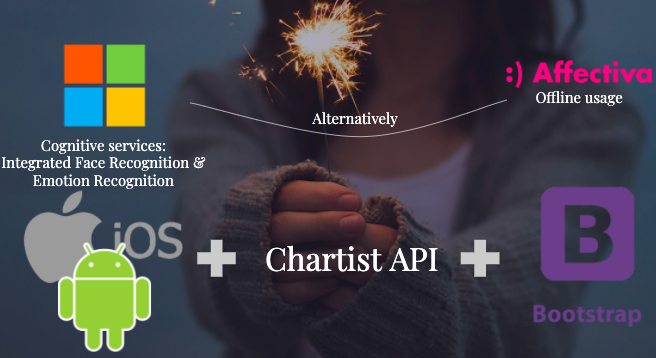 :) Affectiva
Offline usage
Alternatively
Cognitive services:
Integrated Face Recognition &
Emotion Recognition
iOS
Chartist API
B
Bootstrap